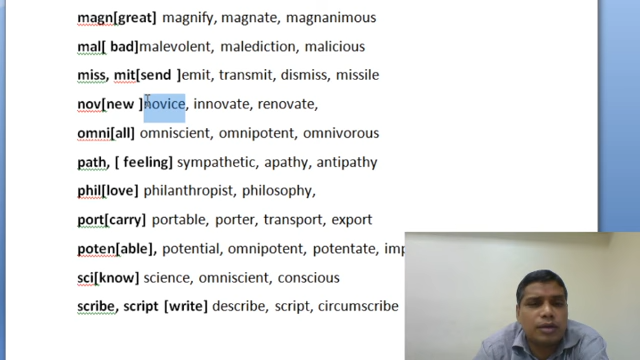 magn[great] magnify, magnate, magnanimous
mal[ bad]malevolent, malediction, malicious
miss, mit[send ]emit, transmit, dismiss, missile
nov[new ]novice, innovate, renovate,
omni[all] omniscient, omnipotent, omnivorous
path, [ feeling] sympathetic, apathy, antipathy
phil[love] philanthropist, philosophy,
port[carry] portable, porter, transport, export
poten[able], potential, omnipotent, potentate,
sci[know] science, omniscient, conscious
scribe, script [write] describe, script, circumscribe